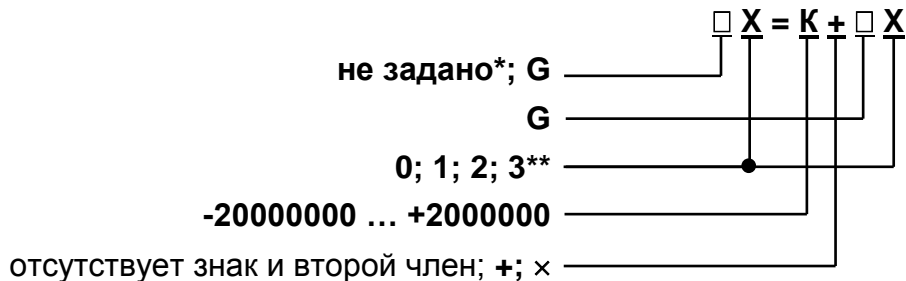 □ X = К + □ X
не задано*; G
G
0; 1; 2; 3**
-20000000 … +2000000
отсутствует знак и второй член; +; ×